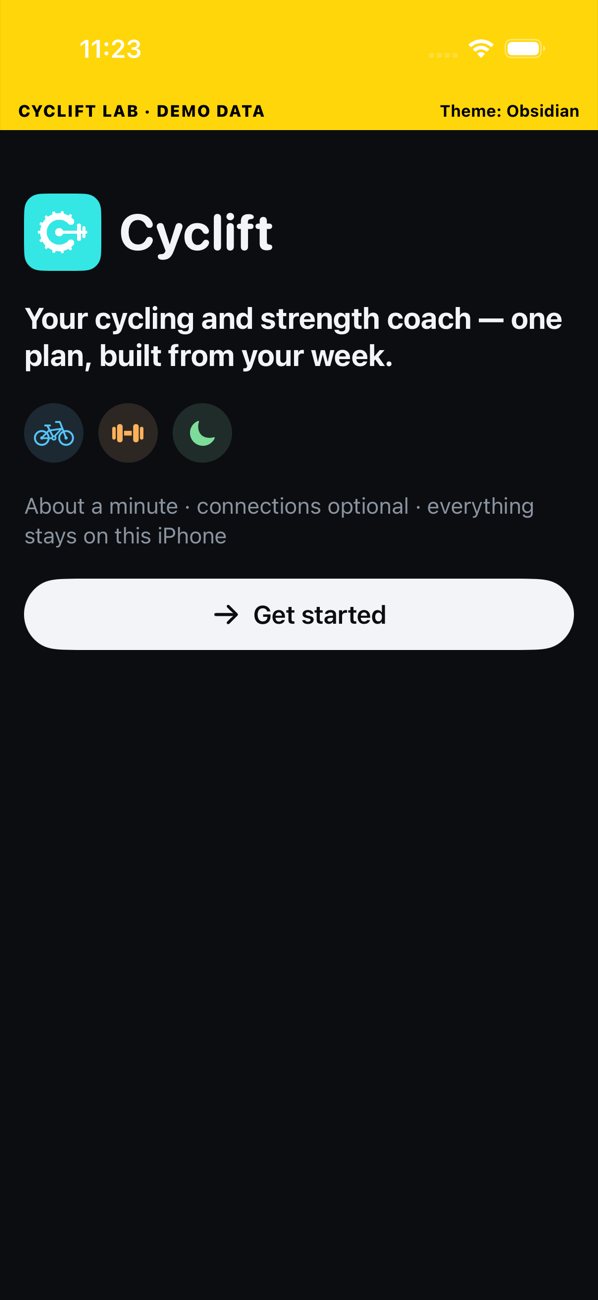 11:23
CYCLIFT LAB · DEMO DATA
Theme: Obsidian
Cyclift
Your cycling and strength coach — one
plan, built from your week.
About a minute · connections optional · everything
stays on this iPhone
→ Get started